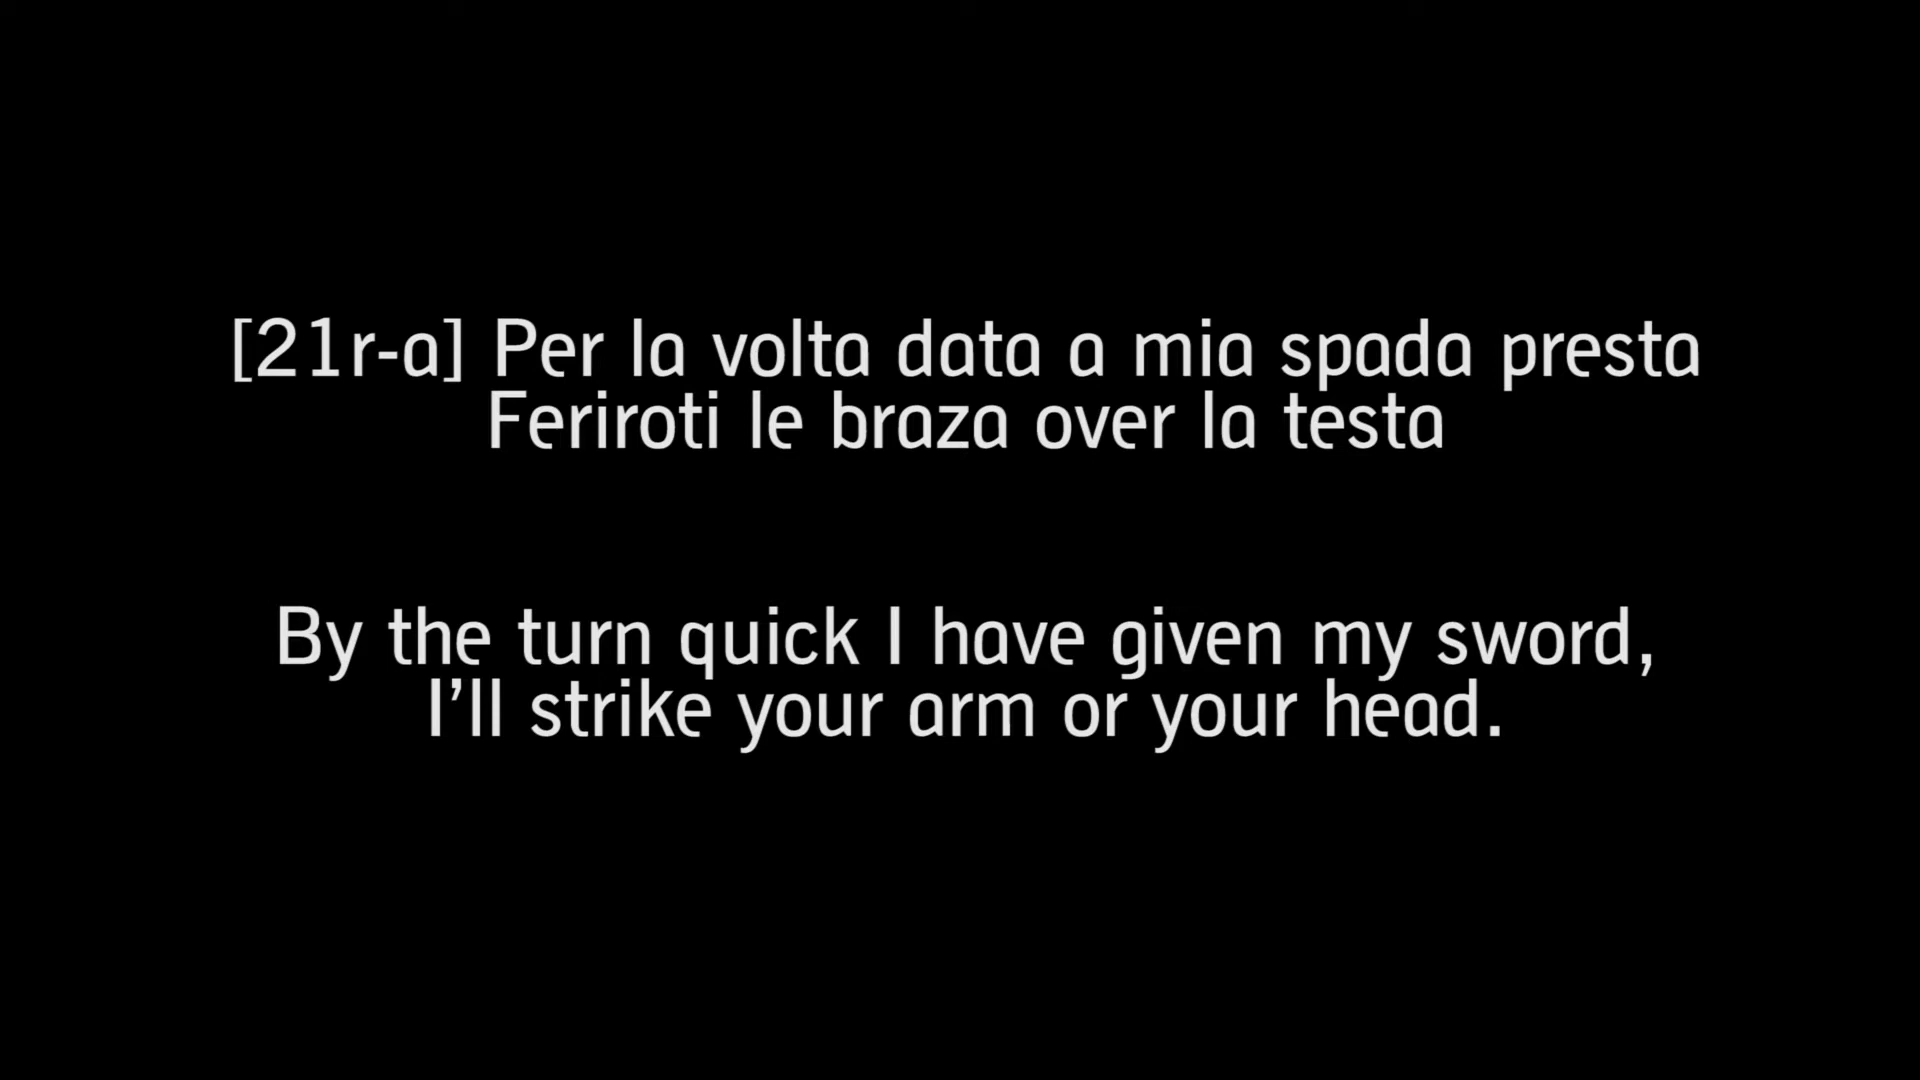 [21r-a] Per la volta data a mia spada presta
Feriroti le braza over la testa
By the turn quick I have given my sword,
I’ll strike your arm or your head.